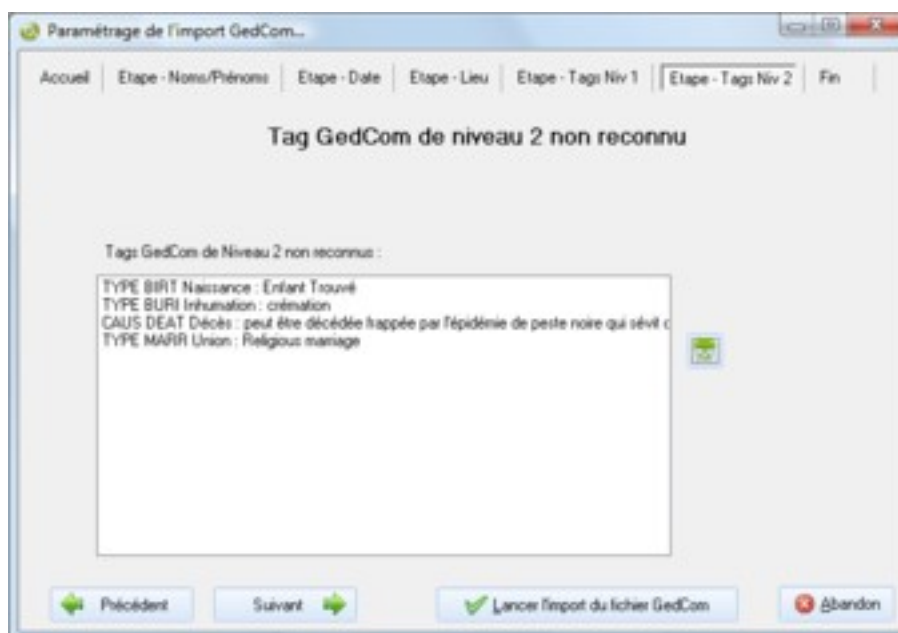 Paramétrage de l'import GedCom...
Accueil Etape - Noms/Prénoms Etape - Date Etape - Lieu Etape - Tags Niv 1 Etape - Tags Niv 2 Fin
Tag GedCom de niveau 2 non reconnu
Tags GedCom de Niveau 2 non reconnus :
TYPE BIRT Naissance : Enfant Trouvé
TYPE BURI Inhumation : crémation
CAUS DEAT Décès : peut être décédée frappée par l'épidémie de peste noire qui sévit c
TYPE MARR Union : Religious marriage
Précédent Suivant Lancer l'import du fichier GedCom Abandon